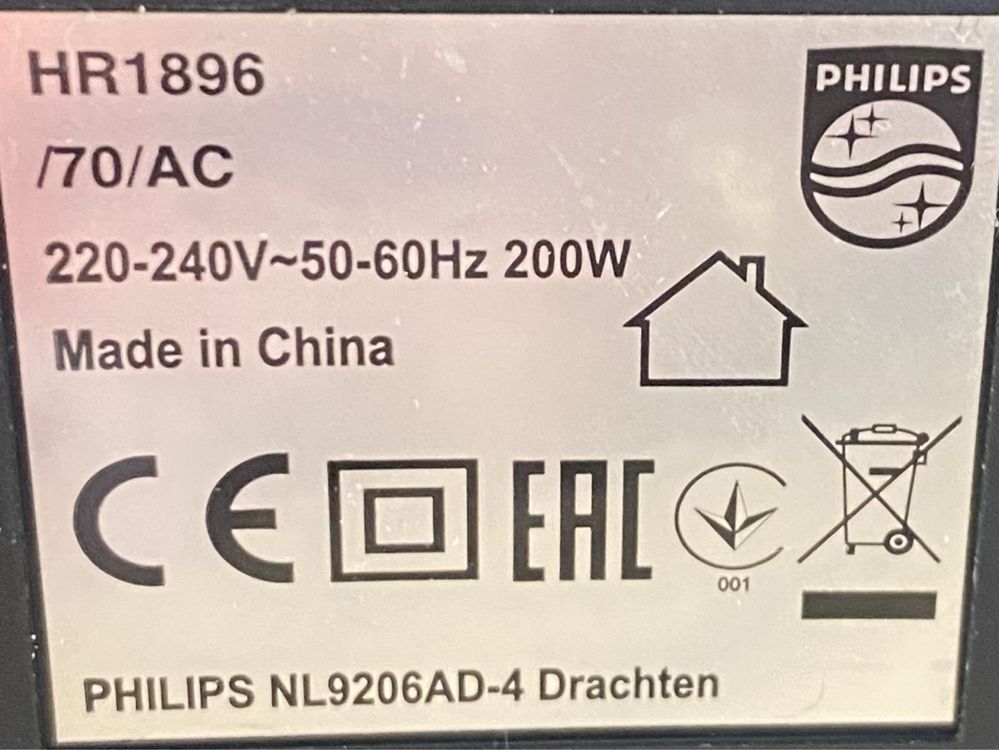 HR1896
PHILIPS
/70/AC
220-240V~50-60Hz 200W
Made in China
CE
EAC
001
PHILIPS NL9206AD-4 Drachten